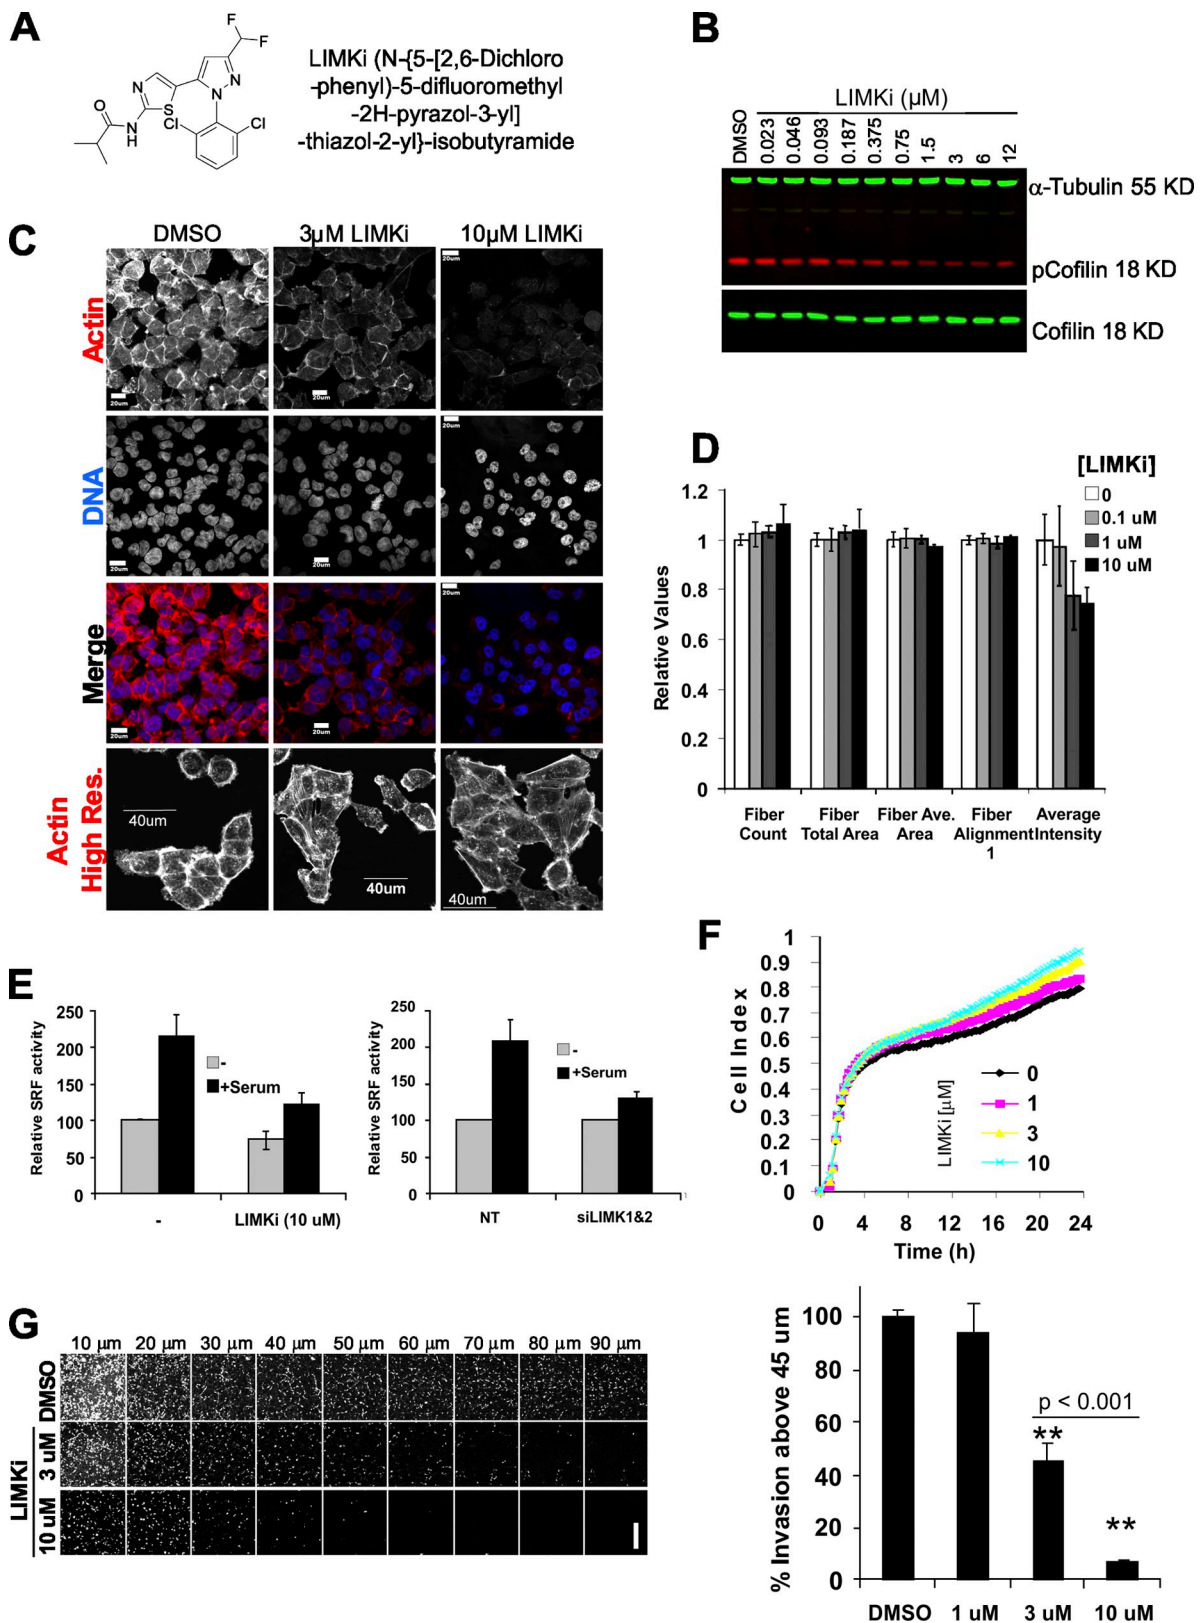 A
F
F
N
N
N
S
O
N
H
Cl
Cl
LIMKi (N-{5-[2,6-Dichloro
-phenyl)-5-difluoromethyl
-2H-pyrazol-3-yl]
-thiazol-2-yl}-isobutyramide
B
LIMKi (µM)
DMSO 0.023 0.046 0.093 0.187 0.375 0.75 1.5 3 6 12
α-Tubulin 55 KD
pCofilin 18 KD
Cofilin 18 KD
C
DMSO 3µM LIMKi 10µM LIMKi
Actin
20um 20um 20um
DNA
20um 20um 20um
Merge
20um 20um 20um
Actin
High Res.
40um 40um 40um
D
[LIMKi]
0
0.1 uM
1 uM
10 uM
Relative Values
1.2
1
0.8
0.6
0.4
0.2
0
Fiber Count
Fiber Total Area
Fiber Ave. Area
Fiber Alignment 1
Average Intensity
E
Relative SRF activity
250
200
150
100
50
0
-
+Serum
- LIMKi (10 uM)
Relative SRF activity
250
200
150
100
50
0
-
+Serum
NT siLIMK1&2
F
Cell Index
1
0.9
0.8
0.7
0.6
0.5
0.4
0.3
0.2
0.1
0
LIMKi [µM]
0
1
3
10
0 4 8 12 16 20 24
Time (h)
G
10 µm 20 µm 30 µm 40 µm 50 µm 60 µm 70 µm 80 µm 90 µm
DMSO
LIMKi
3 uM
10 uM
% Invasion above 45 um
100
80
60
40
20
0
p < 0.001
**
**
DMSO 1 uM 3 uM 10 uM